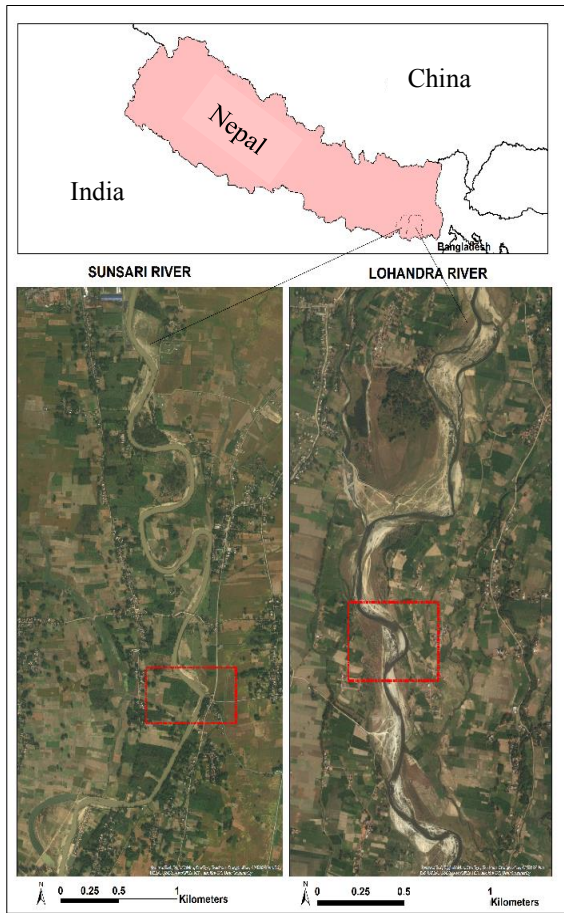 China
Nepal
India
Bangladesh
SUNSARI RIVER
LOHANDRA RIVER
N
0 0.25 0.5 1
Kilometers
N
0 0.25 0.5 1
Kilometers